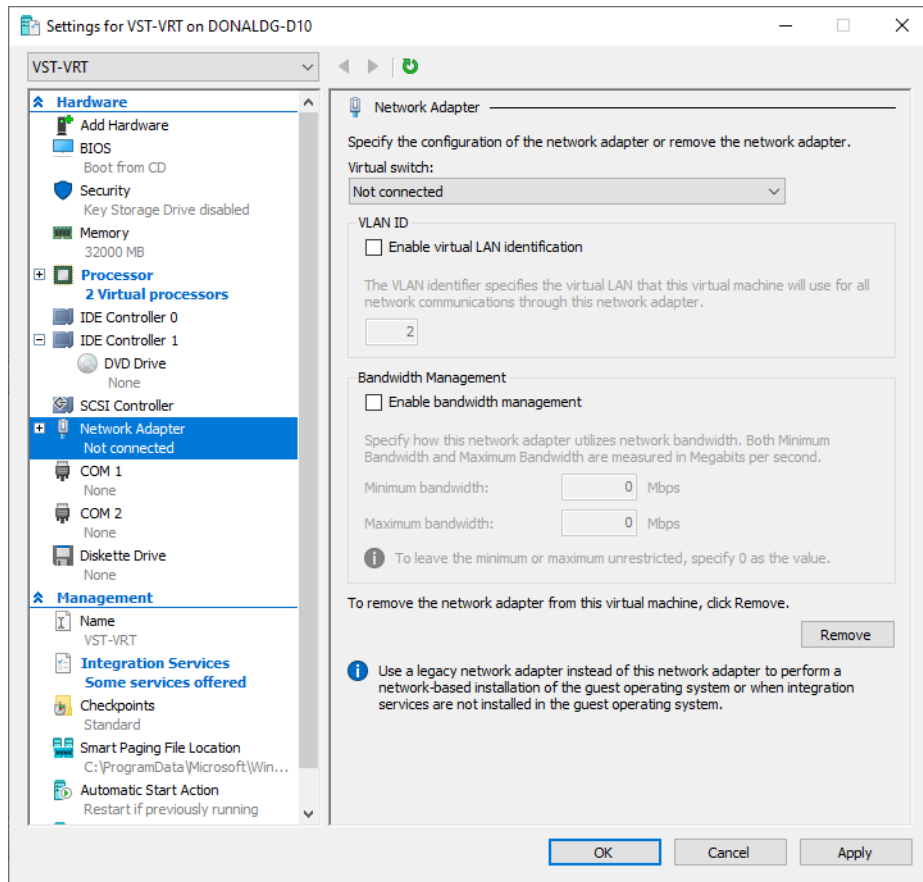 Settings for VST-VRT on DONALDG-D10
VST-VRT
Hardware
Add Hardware
BIOS
Boot from CD
Security
Key Storage Drive disabled
Memory
32000 MB
Processor
2 Virtual processors
IDE Controller 0
IDE Controller 1
DVD Drive
None
SCSI Controller
Network Adapter
Not connected
COM 1
None
COM 2
None
Diskette Drive
None
Management
Name
VST-VRT
Integration Services
Some services offered
Checkpoints
Standard
Smart Paging File Location
C:\ProgramData\Microsoft\Win...
Automatic Start Action
Restart if previously running
Network Adapter
Specify the configuration of the network adapter or remove the network adapter.
Virtual switch:
Not connected
VLAN ID
Enable virtual LAN identification
The VLAN identifier specifies the virtual LAN that this virtual machine will use for all
network communications through this network adapter.
2
Bandwidth Management
Enable bandwidth management
Specify how this network adapter utilizes network bandwidth. Both Minimum
Bandwidth and Maximum Bandwidth are measured in Megabits per second.
Minimum bandwidth: 0 Mbps
Maximum bandwidth: 0 Mbps
To leave the minimum or maximum unrestricted, specify 0 as the value.
To remove the network adapter from this virtual machine, click Remove.
Remove
Use a legacy network adapter instead of this network adapter to perform a
network-based installation of the guest operating system or when integration
services are not installed in the guest operating system.
OK Cancel Apply